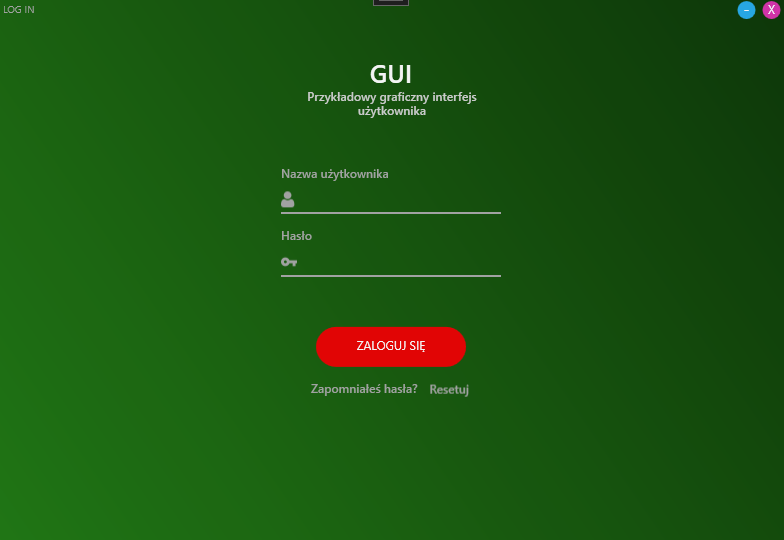 LOG IN
– X
GUI
Przykładowy graficzny interfejs
użytkownika
Nazwa użytkownika
Hasło
ZALOGUJ SIĘ
Zapomniałeś hasła? Resetuj